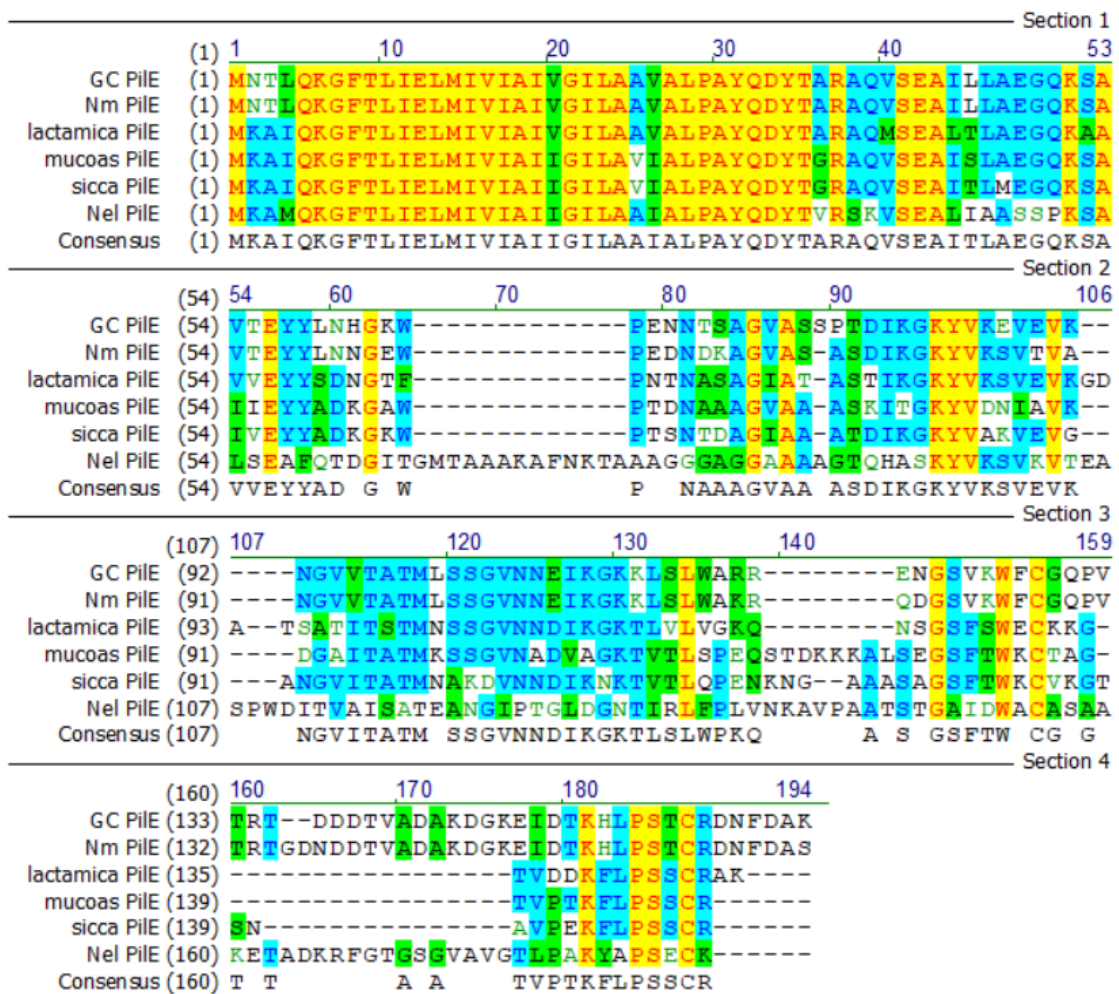 Section 1
(1) 1 10 20 30 40 53
GC PilE (1) MNTLQKGFTLIELMIVIAIVGILAAVALPAYQDYTARAQVSEAILLAEGQKSA
Nm PilE (1) MNTLQKGFTLIELMIVIAIVGILAAVALPAYQDYTARAQVSEAILLAEGQKSA
lactamica PilE (1) MKAIQKGFTLIELMIVIAIVGILAAVALPAYQDYTARAQMSEALTLAEGQKAA
mucoas PilE (1) MKAIQKGFTLIELMIVIAIIGILAVIALPAYQDYTGRAQVSEAISLAEGQKSA
sicca PilE (1) MKAIQKGFTLIELMIVIAIIGILAVIALPAYQDYTGRAQVSEAITLMEGQKSA
Nel PilE (1) MKAMQKGFTLIELMIVIAIIGILAAIALPAYQDYTVRSKVSEALIAASSPKSA
Consensus (1) MKAIQKGFTLIELMIVIAIIGILAAIALPAYQDYTARAQVSEAITLAEGQKSA
Section 2
(54) 54 60 70 80 90 106
GC PilE (54) VTEYYLNHGKW-------------PENNTSAGVASSPTDIKGKYVKEVEVK--
Nm PilE (54) VTEYYLNNGEW-------------PEDNDKAGVAS-ASDIKGKYVKSVTVA--
lactamica PilE (54) VVEYYSDNGTF-------------PNTNASAGIAT-ASTIKGKYVKSVEVKGD
mucoas PilE (54) IIEYYADKGAW-------------PTDNAAAGVAA-ASKITGKYVDNIAVK--
sicca PilE (54) IVEYYADKGKW-------------PTSNTDAGIAA-ATDIKGKYVAKVEVG--
Nel PilE (54) LSEAFQTDGITGMTAAAKAFNKTAAAGGGAGGAAAAGTQHASKYVKSVKVTEA
Consensus (54) VVEYYAD G W P NAAAGVAA ASDIKGKYVKSVEVK
Section 3
(107) 107 120 130 140 159
GC PilE (92) ----NGVVTATMLSSGVNNEIKGKKLSLWARR--------ENGSVKWFCGQPV
Nm PilE (91) ----NGVVTATMLSSGVNNEIKGKKLSLWAKR--------QDGSVKWFCGQPV
lactamica PilE (93) A--TSATITSTMNSSGVNNDIKGKTLVLVGKQ--------NSGSFSWECKKG-
mucoas PilE (91) ----DGAITATMKSSGVNADVAGKTVTLSPEQSTDKKKALSEGSFTWKCTAG-
sicca PilE (91) ---ANGVITATMNAKDVNNDIKNKTVTLQPENKNG--AAASAGSFTWKCVKGT
Nel PilE (107) SPWDITVAISATEANGIPTGLDGNTIRLFPLVNKAVPAATSTGAIDWACASAA
Consensus (107) NGVITATM SSGVNNDIKGKTLSLWPKQ A S GSFTW CG G
Section 4
(160) 160 170 180 194
GC PilE (133) TRT--DDDTVADAKDGKEIDTKHLPSTCRDNFDAK
Nm PilE (132) TRTGDNDDTVADAKDGKEIDTKHLPSTCRDNFDAS
lactamica PilE (135) -----------------TVDDKFLPSSCRAK----
mucoas PilE (139) -----------------TVPTKFLPSSCR------
sicca PilE (139) SN---------------AVPEKFLPSSCR------
Nel PilE (160) KETADKRFGTGSGVAVGTLPAKYAPSECK------
Consensus (160) T T A A TVPTKFLPSSCR